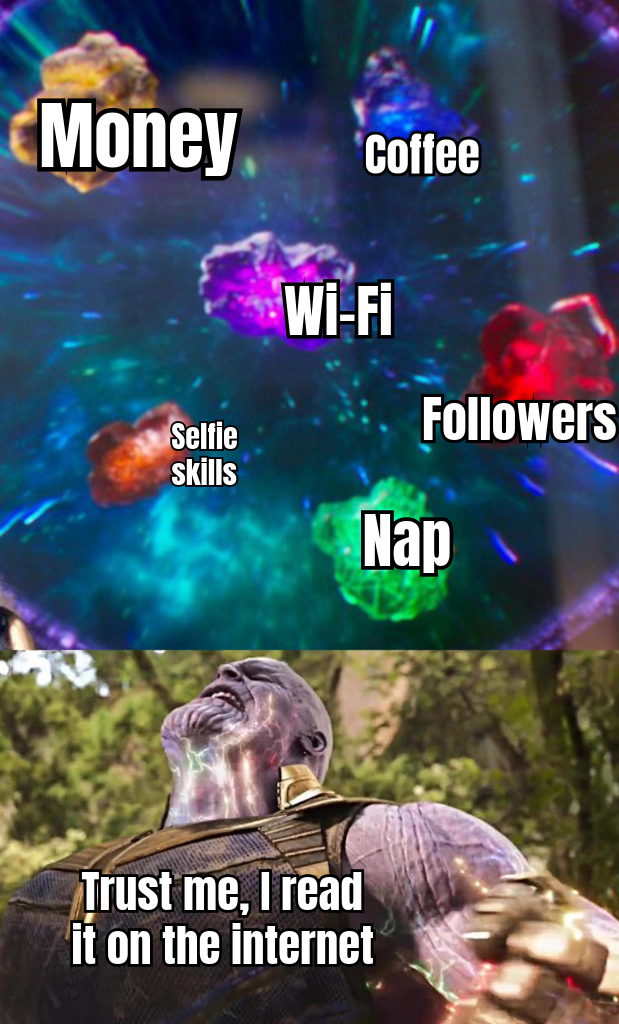 Money
Coffee
Wi-Fi
Followers
Selfie
skills
Nap
Trust me, I read
it on the internet